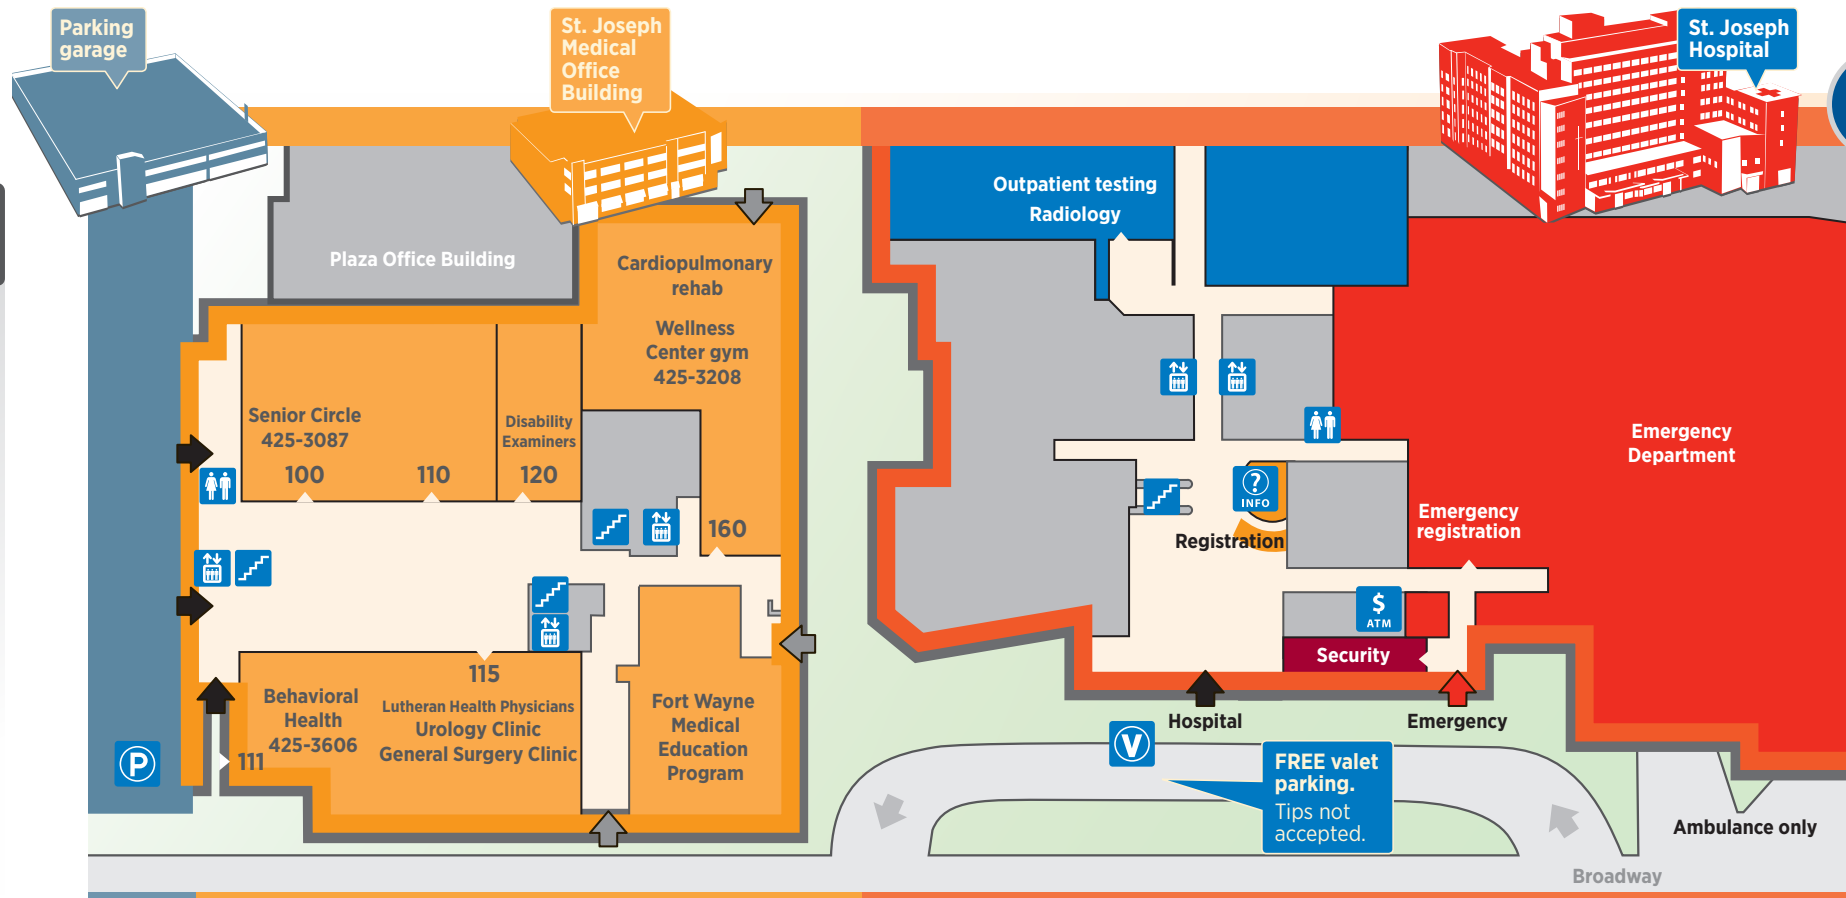 Parking
garage
St. Joseph
Medical
Office
Building
St. Joseph
Hospital
Plaza Office Building
Cardiopulmonary
rehab
Wellness
Center gym
425-3208
Senior Circle
425-3087
100
110
Disability
Examiners
120
160
115
Behavioral
Health
425-3606
111
Lutheran Health Physicians
Urology Clinic
General Surgery Clinic
Fort Wayne
Medical
Education
Program
P
Outpatient testing
Radiology
?
INFO
Registration
Emergency
Department
Emergency
registration
$
ATM
Security
Hospital
Emergency
V
FREE valet
parking.
Tips not
accepted.
Ambulance only
Broadway